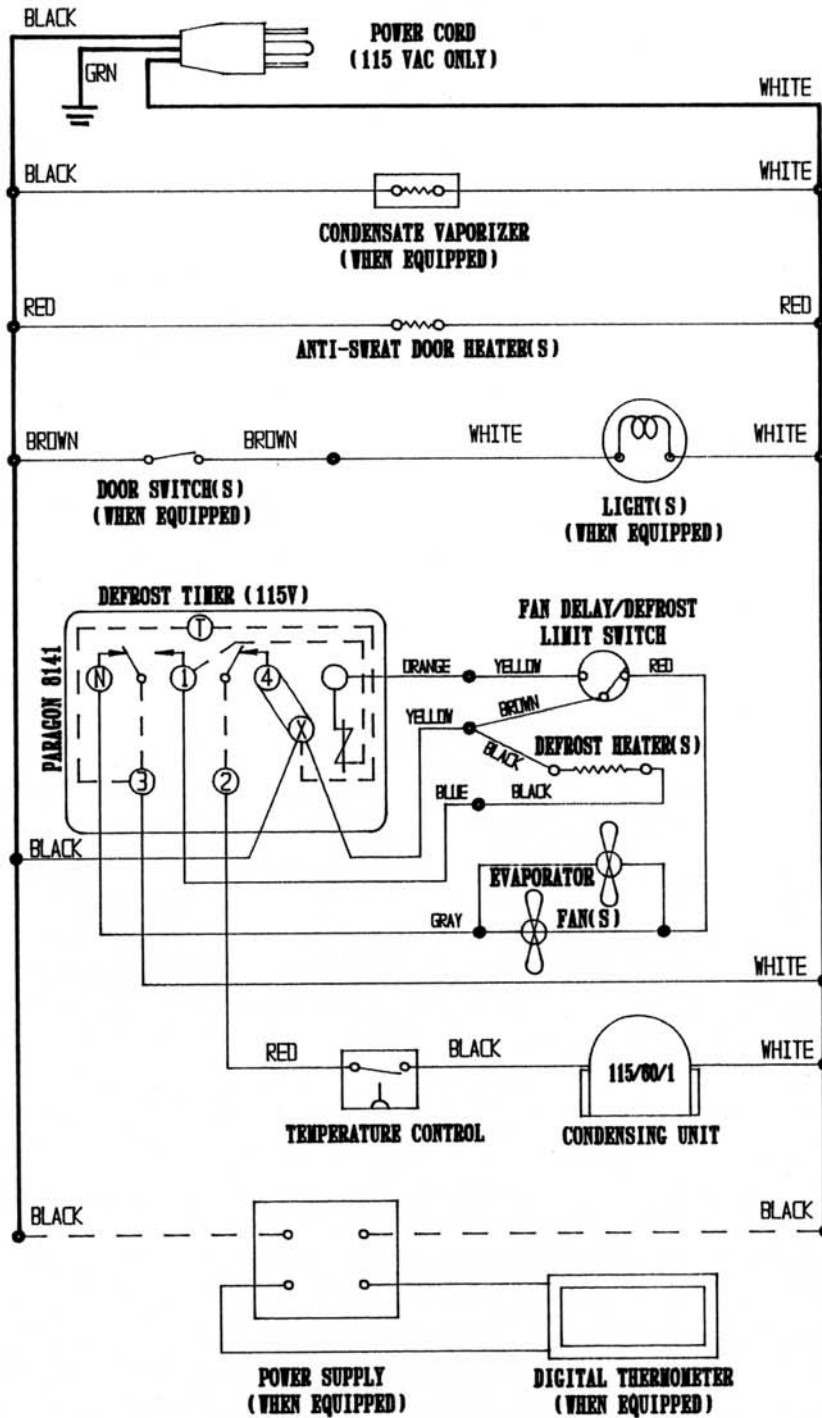 BLACK
POWER CORD
(115 VAC ONLY)
GRN
WHITE
BLACK
WHITE
CONDENSATE VAPORIZER
(WHEN EQUIPPED)
RED
RED
ANTI-SWEAT DOOR HEATER(S)
BROWN
BROWN
WHITE
WHITE
DOOR SWITCH(S)
(WHEN EQUIPPED)
LIGHT(S)
(WHEN EQUIPPED)
DEFROST TIMER (115V)
FAN DELAY/DEFROST
LIMIT SWITCH
PARAGON 8141
T
N
1
4
X
3
2
ORANGE
YELLOW
RED
YELLOW
BROWN
BLACK
DEFROST HEATER(S)
BLUE
BLACK
BLACK
EVAPORATOR
FAN(S)
GRAY
WHITE
RED
BLACK
115/60/1
WHITE
TEMPERATURE CONTROL
CONDENSING UNIT
BLACK
BLACK
POWER SUPPLY
(WHEN EQUIPPED)
DIGITAL THERMOMETER
(WHEN EQUIPPED)